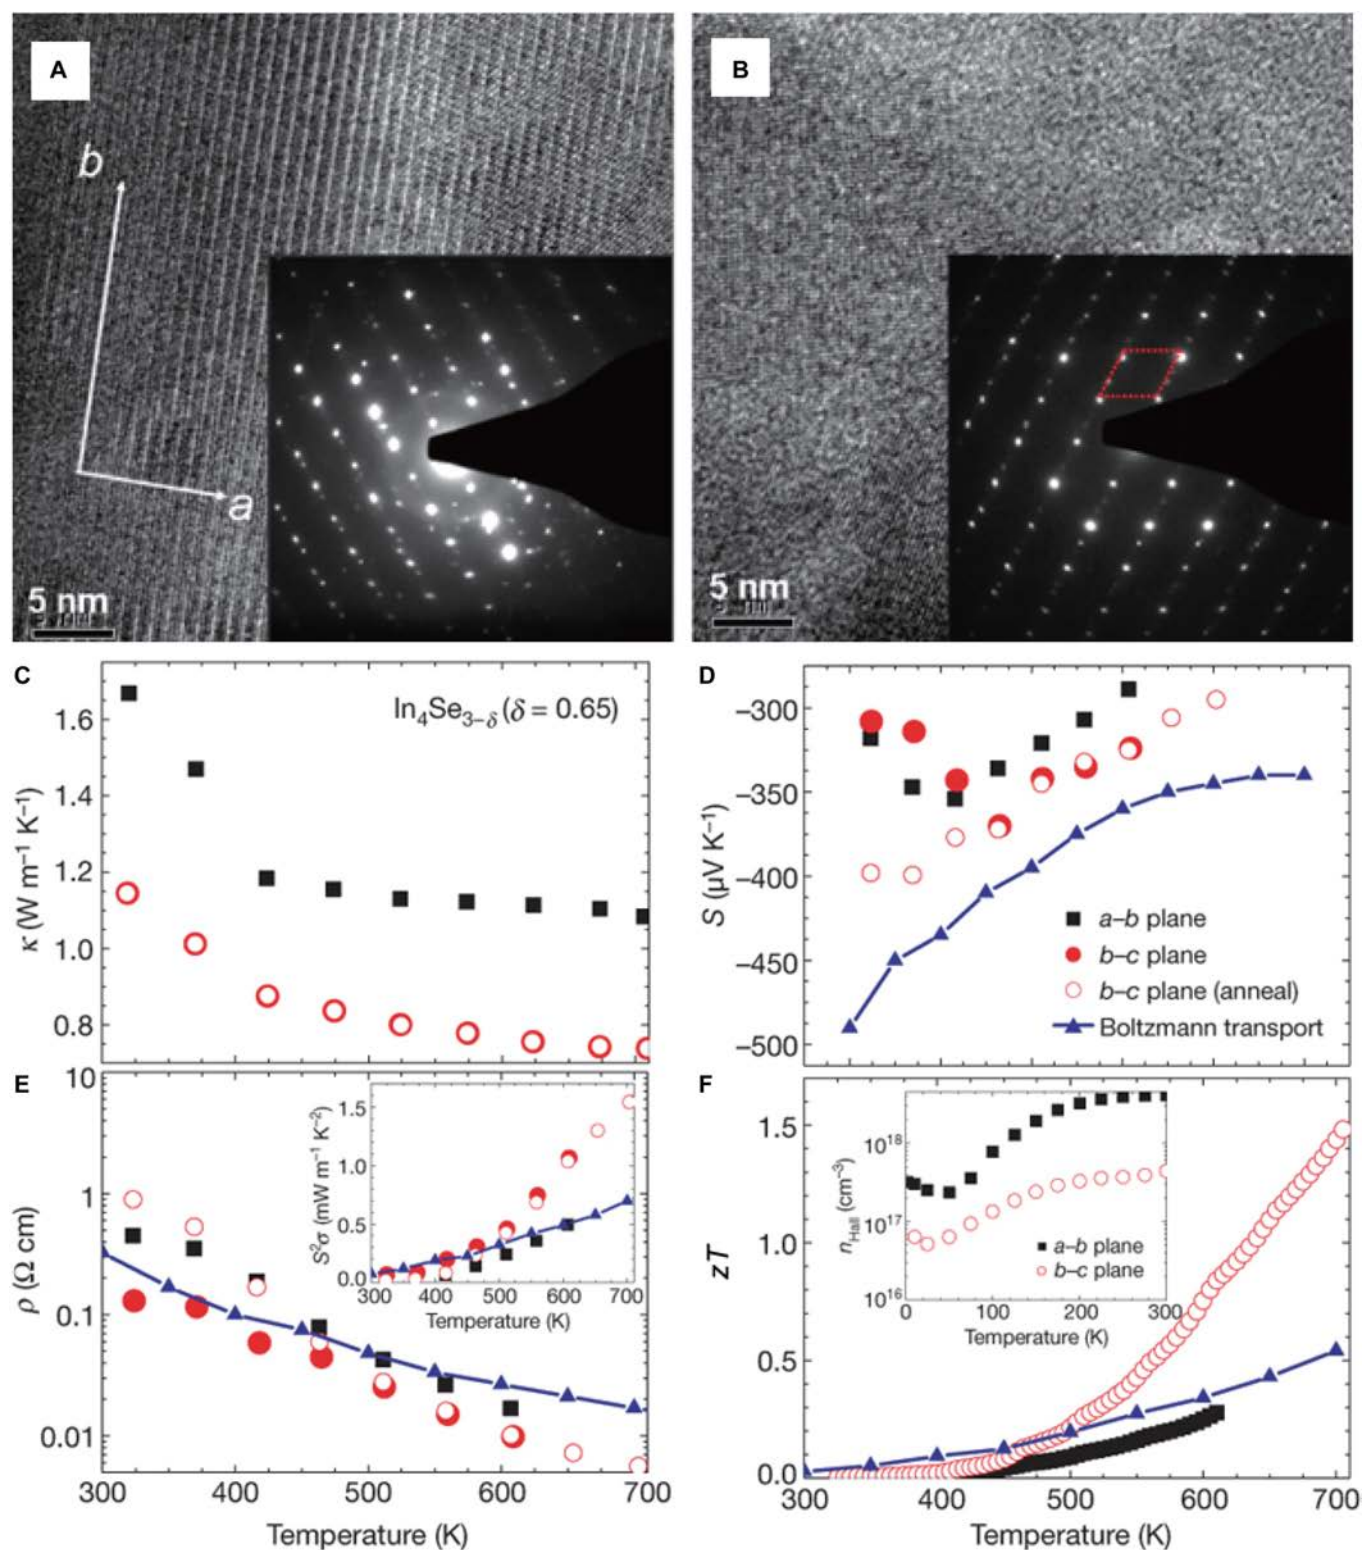 A
B
b
a
5 nm
5 nm
C
In4Se3−δ (δ = 0.65)
κ (W m−1 K−1)
1.6
1.4
1.2
1.0
0.8
D
S (μV K−1)
−300
−350
−400
−450
−500
a–b plane
b–c plane
b–c plane (anneal)
Boltzmann transport
E
ρ (Ω cm)
10
1
0.1
0.01
S2σ (mW m−1 K−2)
1.5
1.0
0.5
0.0
300 400 500 600 700
Temperature (K)
300 400 500 600 700
Temperature (K)
F
zT
1.5
1.0
0.5
0.0
nHall (cm−3)
1018
1017
1016
a–b plane
b–c plane
0 100 200 300
Temperature (K)
300 400 500 600 700
Temperature (K)